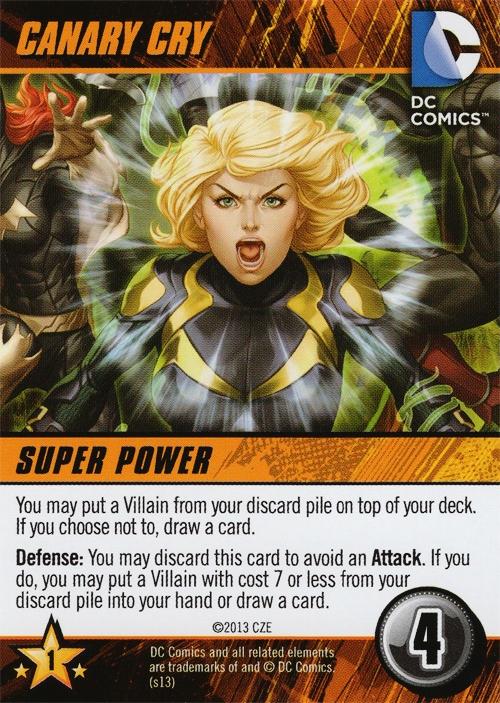 CANARY CRY
DC
COMICS™
SUPER POWER
You may put a Villain from your discard pile on top of your deck.
If you choose not to, draw a card.
Defense: You may discard this card to avoid an Attack. If you
do, you may put a Villain with cost 7 or less from your
discard pile into your hand or draw a card.
©2013 CZE
1
DC Comics and all related elements
are trademarks of and © DC Comics.
(s13)
4